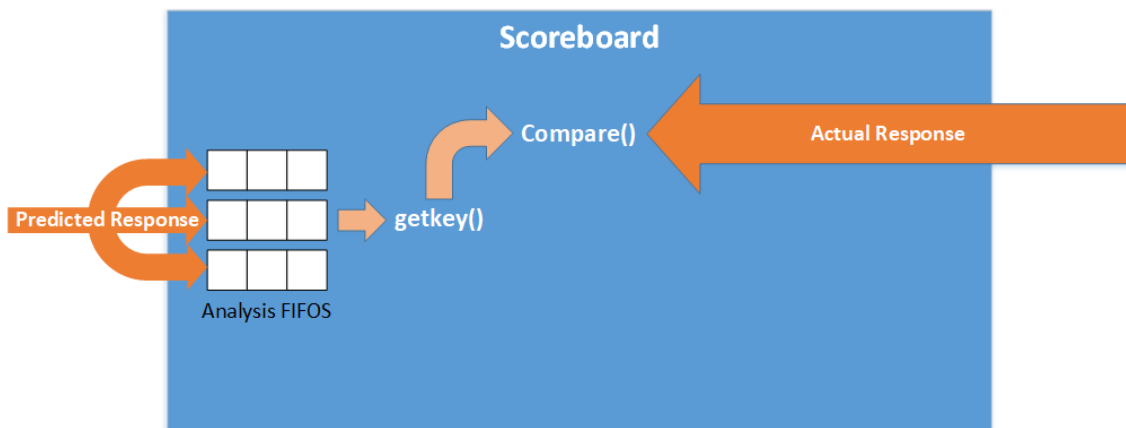 Scoreboard
Compare()
Actual Response
Predicted Response
getkey()
Analysis FIFOS